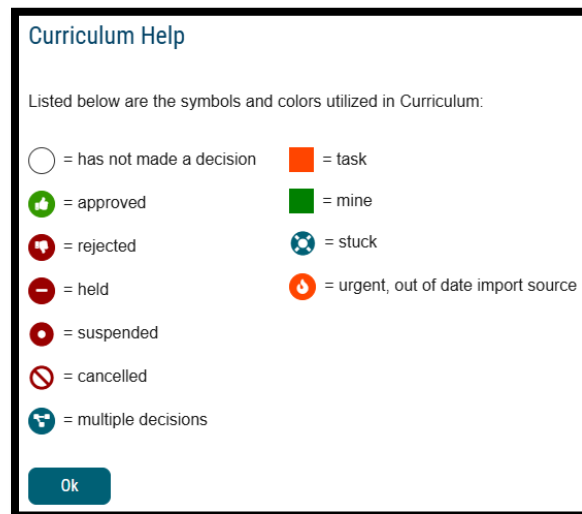 Curriculum Help
Listed below are the symbols and colors utilized in Curriculum:
= has not made a decision
= approved
= rejected
= held
= suspended
= cancelled
= multiple decisions
= task
= mine
= stuck
= urgent, out of date import source
Ok